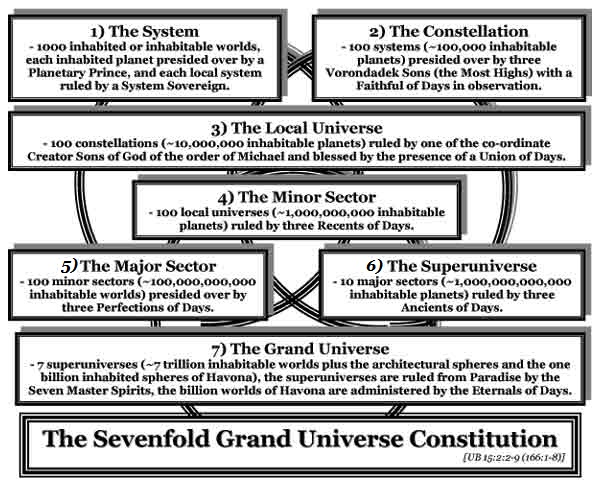 1) The System
- 1000 inhabited or inhabitable worlds,
each inhabited planet presided over by a
Planetary Prince, and each local system
ruled by a System Sovereign.
2) The Constellation
- 100 systems (~100,000 inhabitable
planets) presided over by three
Vorondadek Sons (the Most Highs) with a
Faithful of Days in observation.
3) The Local Universe
- 100 constellations (~10,000,000 inhabitable planets) ruled by one of the co-ordinate
Creator Sons of God of the order of Michael and blessed by the presence of a Union of Days.
4) The Minor Sector
- 100 local universes (~1,000,000,000 inhabitable
planets) ruled by three Recents of Days.
5) The Major Sector
- 100 minor sectors (~100,000,000,000
inhabitable worlds) presided over by
three Perfections of Days.
6) The Superuniverse
- 10 major sectors (~1,000,000,000,000
inhabitable planets) ruled by three
Ancients of Days.
7) The Grand Universe
- 7 superuniverses (~7 trillion inhabitable worlds plus the architectural spheres and the one
billion inhabited spheres of Havona), the superuniverses are ruled from Paradise by the
Seven Master Spirits, the billion worlds of Havona are administered by the Eternals of Days.
The Sevenfold Grand Universe Constitution
[UB 15:2:2-9 (166:1-8)]